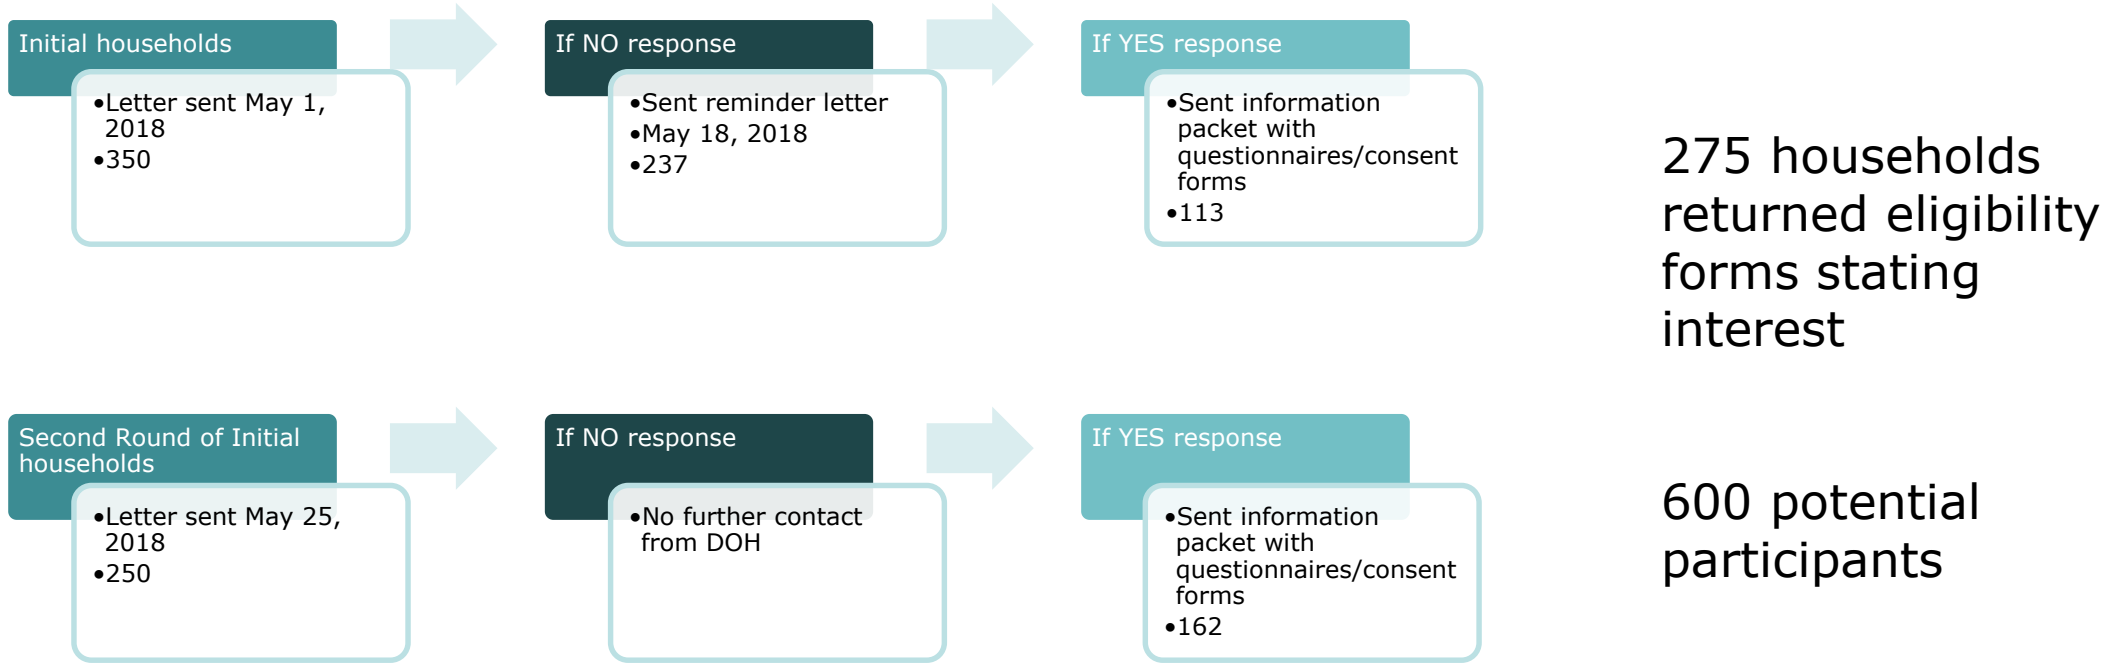 Initial households
•Letter sent May 1,
2018
•350
If NO response
•Sent reminder letter
•May 18, 2018
•237
If YES response
•Sent information
packet with
questionnaires/consent
forms
•113
275 households
returned eligibility
forms stating
interest
Second Round of Initial
households
•Letter sent May 25,
2018
•250
If NO response
•No further contact
from DOH
If YES response
•Sent information
packet with
questionnaires/consent
forms
•162
600 potential
participants